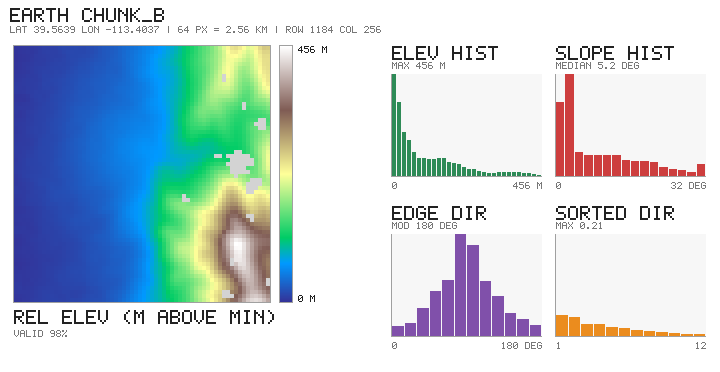 EARTH CHUNK_B
LAT 39.5639 LON -113.4037 | 64 PX = 2.56 KM | ROW 1184 COL 256
456 M
0 M
REL ELEV (M ABOVE MIN)
VALID 98%
ELEV HIST
MAX 456 M
0 456 M
SLOPE HIST
MEDIAN 5.2 DEG
0 32 DEG
EDGE DIR
MOD 180 DEG
0 180 DEG
SORTED DIR
MAX 0.21
1 12